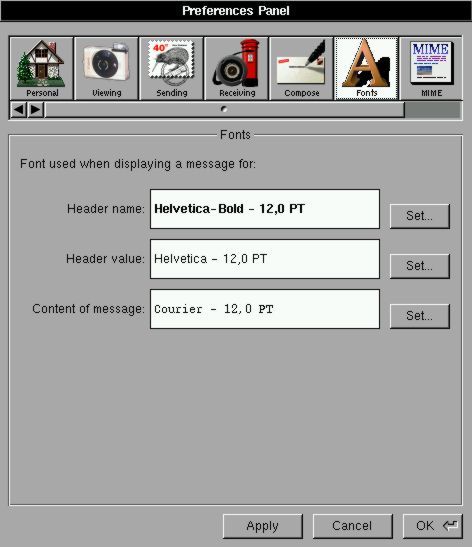 Preferences Panel
40°
MIME
Personal
Viewing
Sending
Receiving
Compose
Fonts
MIME
Fonts
Font used when displaying a message for:
Header name:
Helvetica-Bold - 12,0 PT
Set...
Header value:
Helvetica - 12,0 PT
Set...
Content of message:
Courier - 12,0 PT
Set...
Apply
Cancel
OK